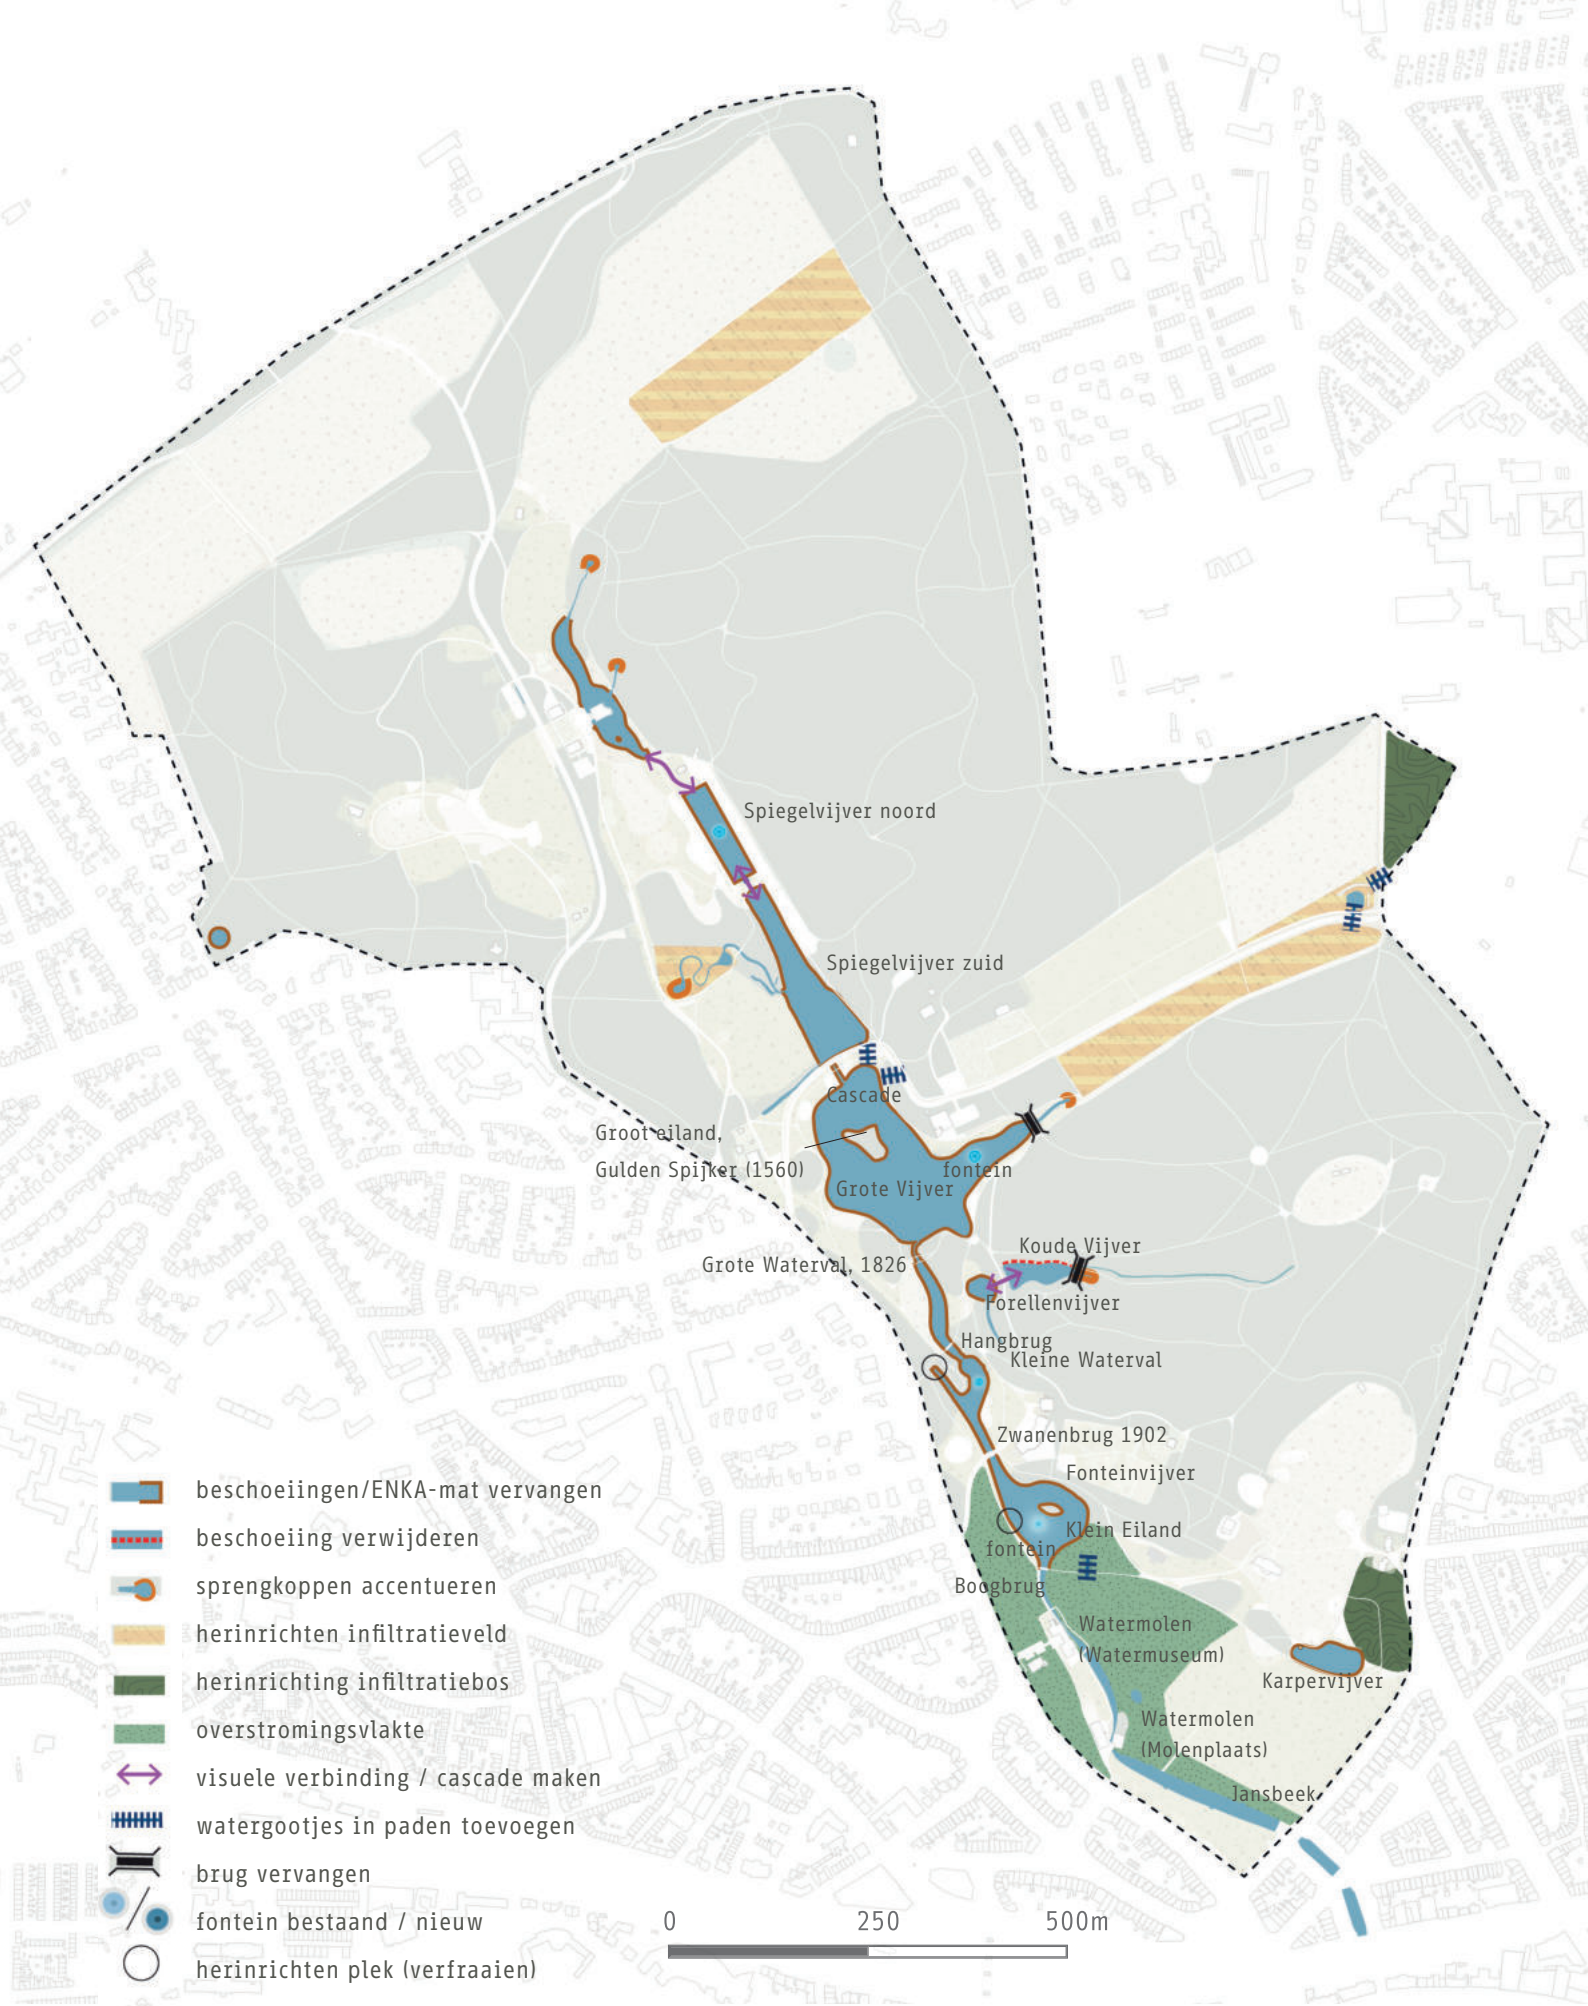 Spiegelvijver noord
Spiegelvijver zuid
Cascade
Groot eiland,
Gulden Spijker (1560)
fontein
Grote Vijver
Koude Vijver
Grote Waterval, 1826
Forellenvijver
Hangbrug
Kleine Waterval
Zwanenbrug 1902
Fonteinvijver
Klein Eiland
fontein
Boogbrug
Watermolen
(Watermuseum)
Karpervijver
Watermolen
(Molenplaats)
Jansbeek
beschoeiingen/ENKA-mat vervangen
beschoeiing verwijderen
sprengkoppen accentueren
herinrichten infiltratieveld
herinrichting infiltratiebos
overstromingsvlakte
visuele verbinding / cascade maken
watergootjes in paden toevoegen
brug vervangen
fontein bestaand / nieuw
herinrichten plek (verfraaien)
0 250 500m